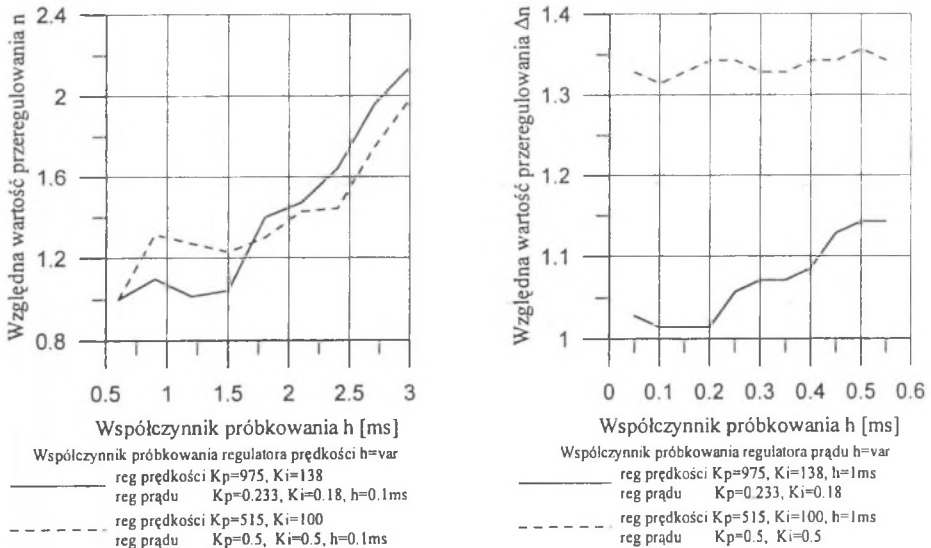 Względna wartość przeregulowania n
2.4
2
1.6
1.2
0.8
0.5 1 1.5 2 2.5 3
Współczynnik próbkowania h [ms]
Współczynnik próbkowania regulatora prędkości h=var
reg prędkości Kp=975, Ki=138
reg prądu Kp=0.233, Ki=0.18, h=0.1ms
reg prędkości Kp=515, Ki=100
reg prądu Kp=0.5, Ki=0.5, h=0.1ms
Względna wartość przeregulowania Δn
1.4
1.3
1.2
1.1
1
0 0.1 0.2 0.3 0.4 0.5 0.6
Współczynnik próbkowania h [ms]
Współczynnik próbkowania regulatora prądu h=var
reg prędkości Kp=975, Ki=138, h=1ms
reg prądu Kp=0.233, Ki=0.18
reg prędkości Kp=515, Ki=100, h=1ms
reg prądu Kp=0.5, Ki=0.5